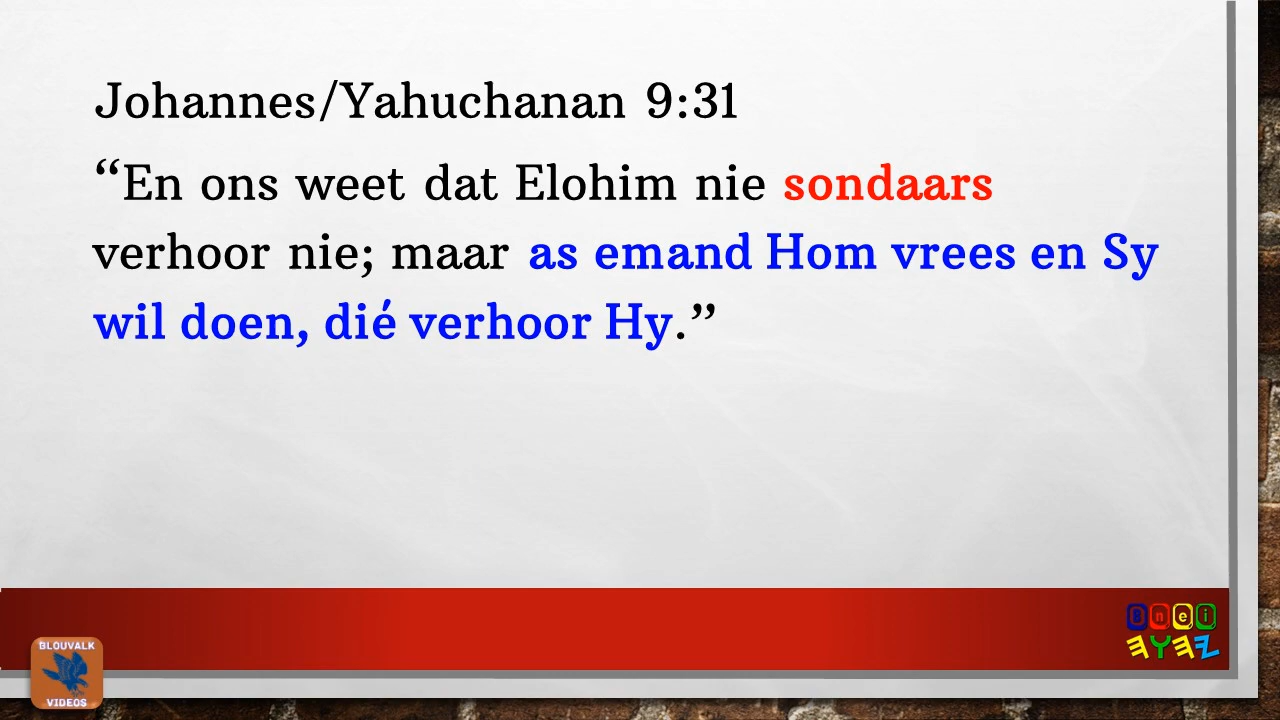 Johannes/Yahuchanan 9:31
“En ons weet dat Elohim nie sondaars
verhoor nie; maar as emand Hom vrees en Sy
wil doen, dié verhoor Hy.”
Bnei
BLOUVALK
VIDEOS